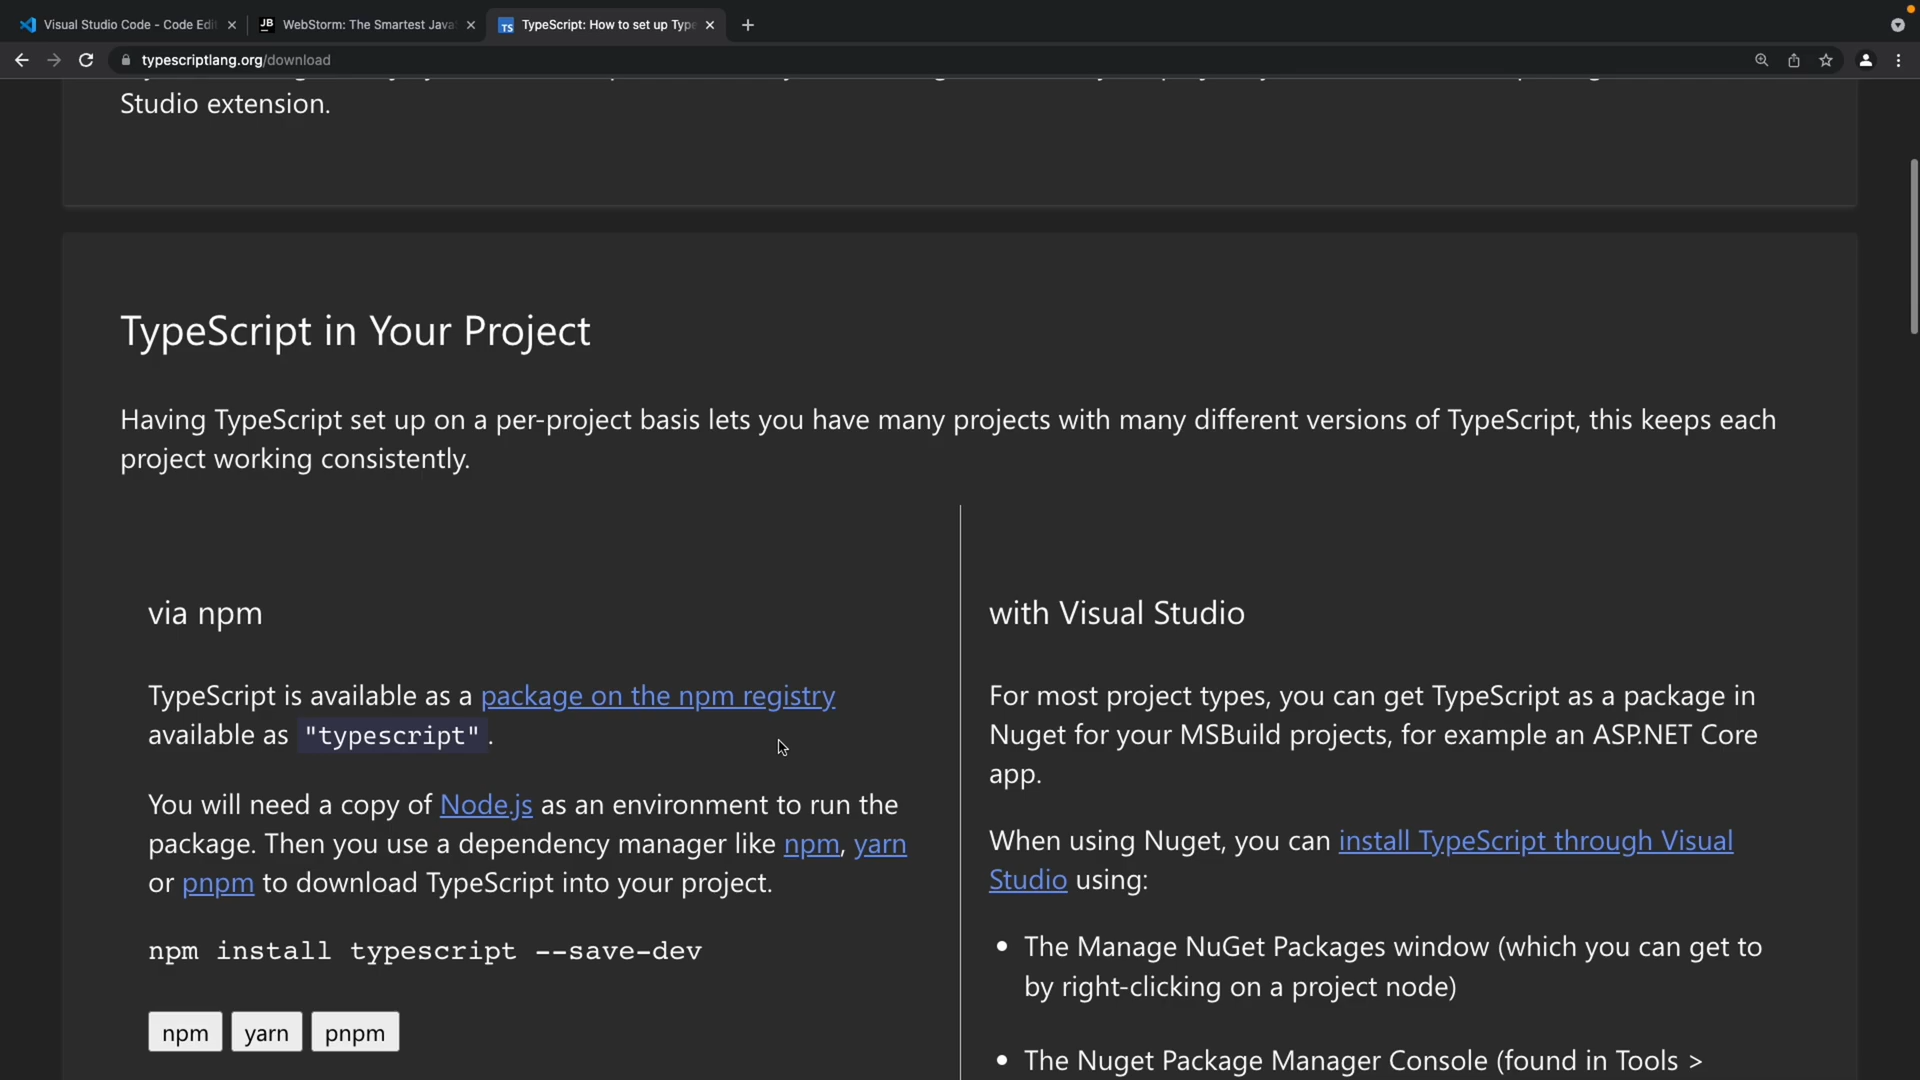 Visual Studio Code - Code Edi
JB WebStorm: The Smartest Java
TS TypeScript: How to set up Type
typescriptlang.org/download
Studio extension.
TypeScript in Your Project
Having TypeScript set up on a per-project basis lets you have many projects with many different versions of TypeScript, this keeps each
project working consistently.
via npm
TypeScript is available as a package on the npm registry
available as "typescript".
You will need a copy of Node.js as an environment to run the
package. Then you use a dependency manager like npm, yarn
or pnpm to download TypeScript into your project.
npm install typescript --save-dev
npm yarn pnpm
with Visual Studio
For most project types, you can get TypeScript as a package in
Nuget for your MSBuild projects, for example an ASP.NET Core
app.
When using Nuget, you can install TypeScript through Visual
Studio using:
• The Manage NuGet Packages window (which you can get to
by right-clicking on a project node)
• The Nuget Package Manager Console (found in Tools >